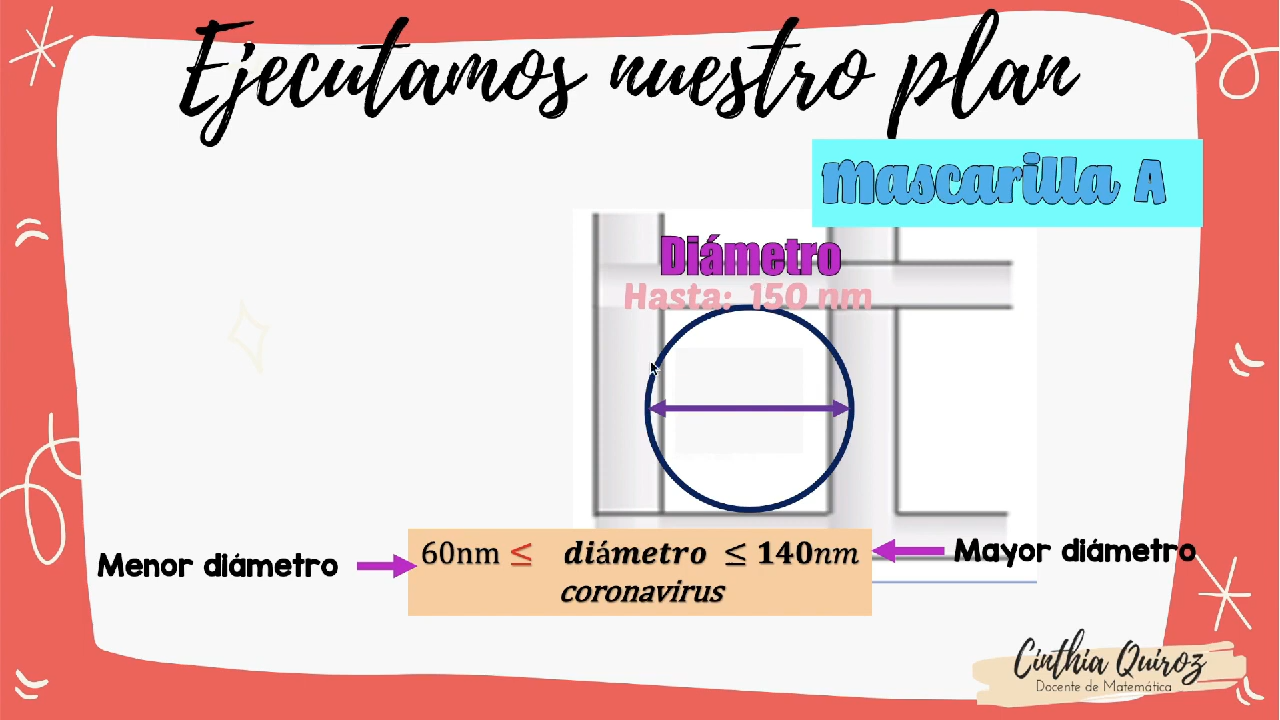 Ejecutamos nuestro plan
Mascarilla A
Diámetro
Hasta: 150 nm
Menor diámetro
60nm ≤ diámetro ≤ 140nm
coronavirus
Mayor diámetro
Cinthia Quiroz
Docente de Matemática